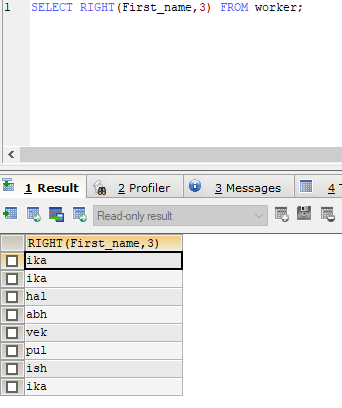 1 SELECT RIGHT(First_name,3) FROM worker;
1 Result 2 Profiler 3 Messages 4
Read-only result
RIGHT(First_name,3)
ika
ika
hal
abh
vek
pul
ish
ika